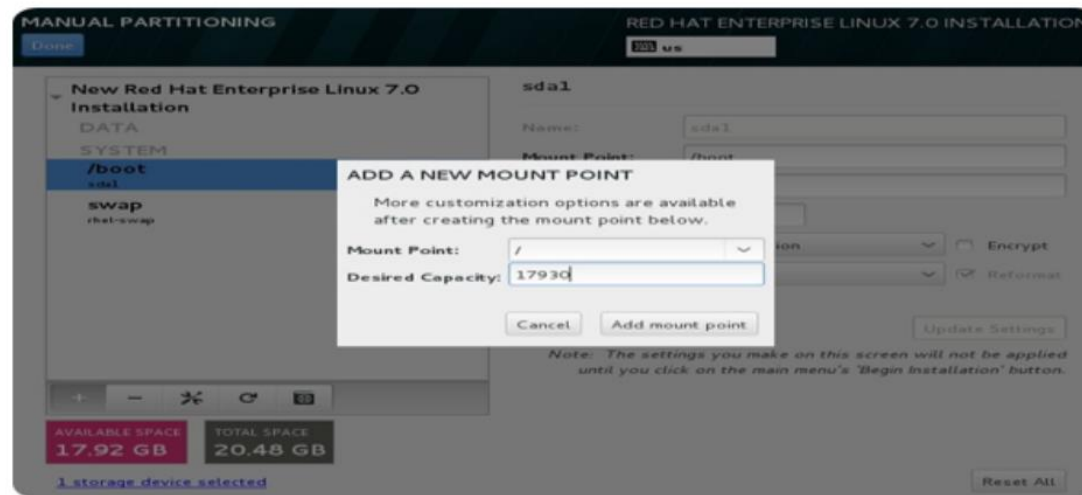 MANUAL PARTITIONING
RED HAT ENTERPRISE LINUX 7.0 INSTALLATION
Done
us
New Red Hat Enterprise Linux 7.0
Installation
DATA
SYSTEM
/boot
sda1
swap
rhel-swap
sda1
Name: sda1
Mount Point: /boot
ADD A NEW MOUNT POINT
More customization options are available
after creating the mount point below.
Mount Point: /
Desired Capacity: 17930
Cancel
Add mount point
Encrypt
Reformat
Update Settings
Note: The settings you make on this screen will not be applied
until you click on the main menu's 'Begin Installation' button.
AVAILABLE SPACE
17.92 GB
TOTAL SPACE
20.48 GB
1 storage device selected
Reset All